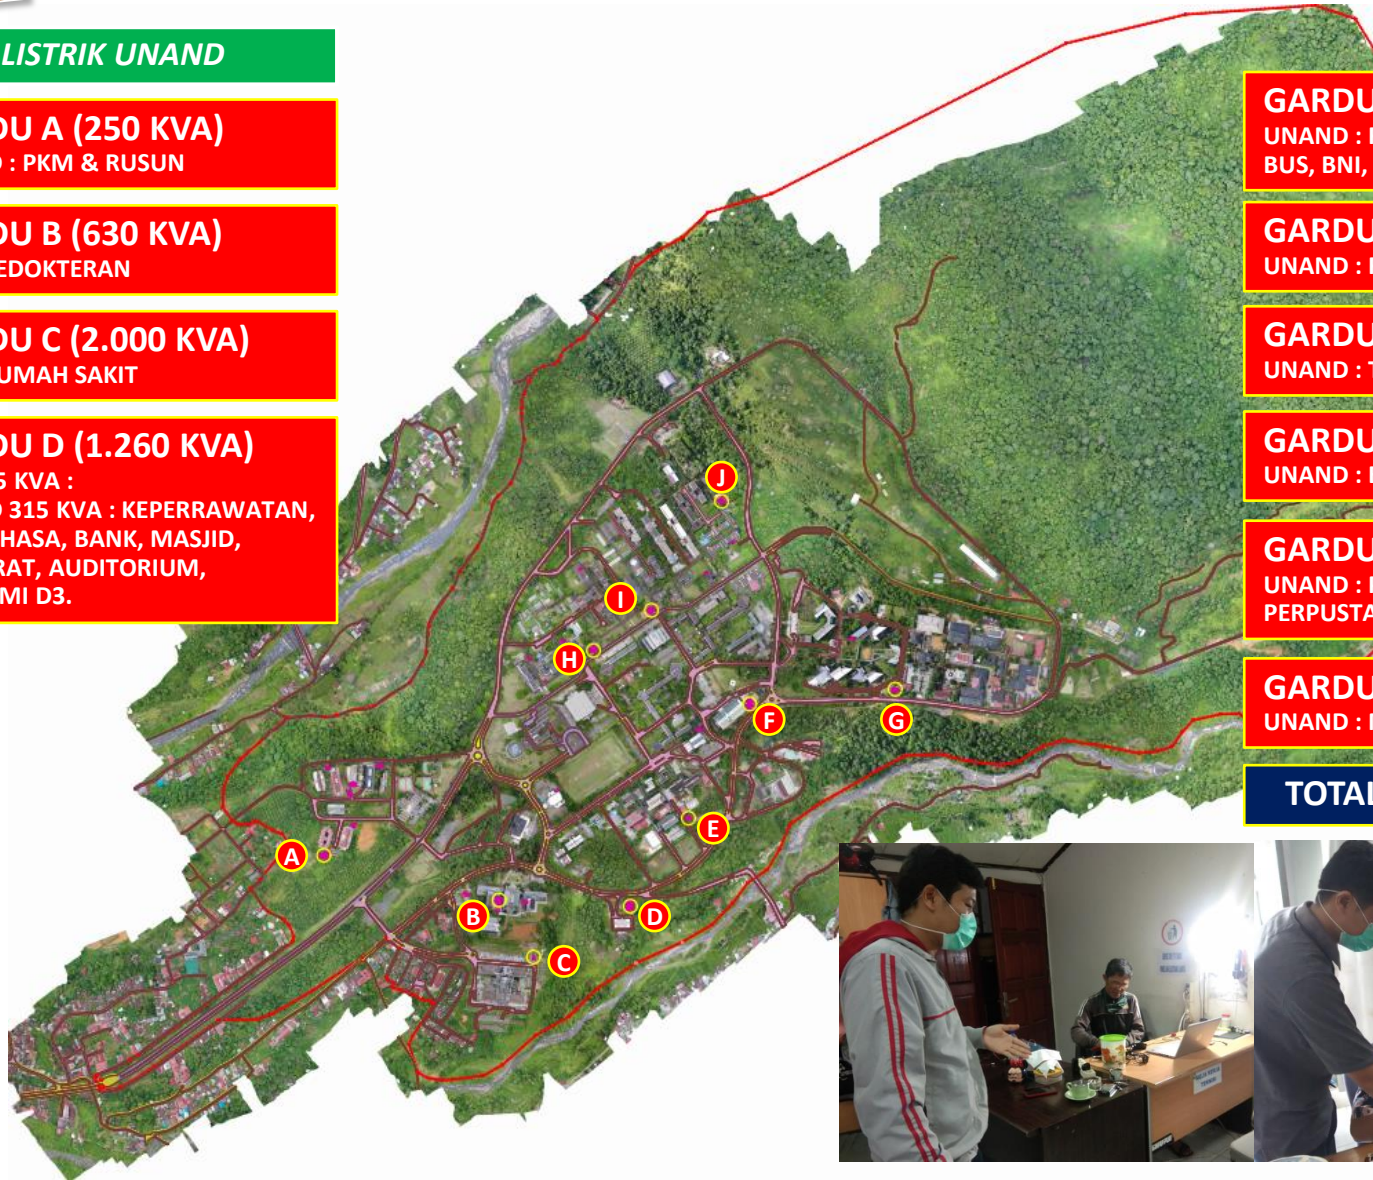 LISTRIK UNAND
DU A (250 KVA)
: PKM & RUSUN
DU B (630 KVA)
EDOKTERAN
DU C (2.000 KVA)
UMAH SAKIT
DU D (1.260 KVA)
5 KVA :
315 KVA : KEPERRAWATAN,
HASA, BANK, MASJID,
RAT, AUDITORIUM,
MI D3.
GARDU
UNAND :
BUS, BNI,
GARDU
UNAND :
GARDU
UNAND : T
GARDU
UNAND :
GARDU
UNAND :
PERPUSTA
GARDU
UNAND :
TOTAL
J
I
H
F
G
E
A
B
D
C